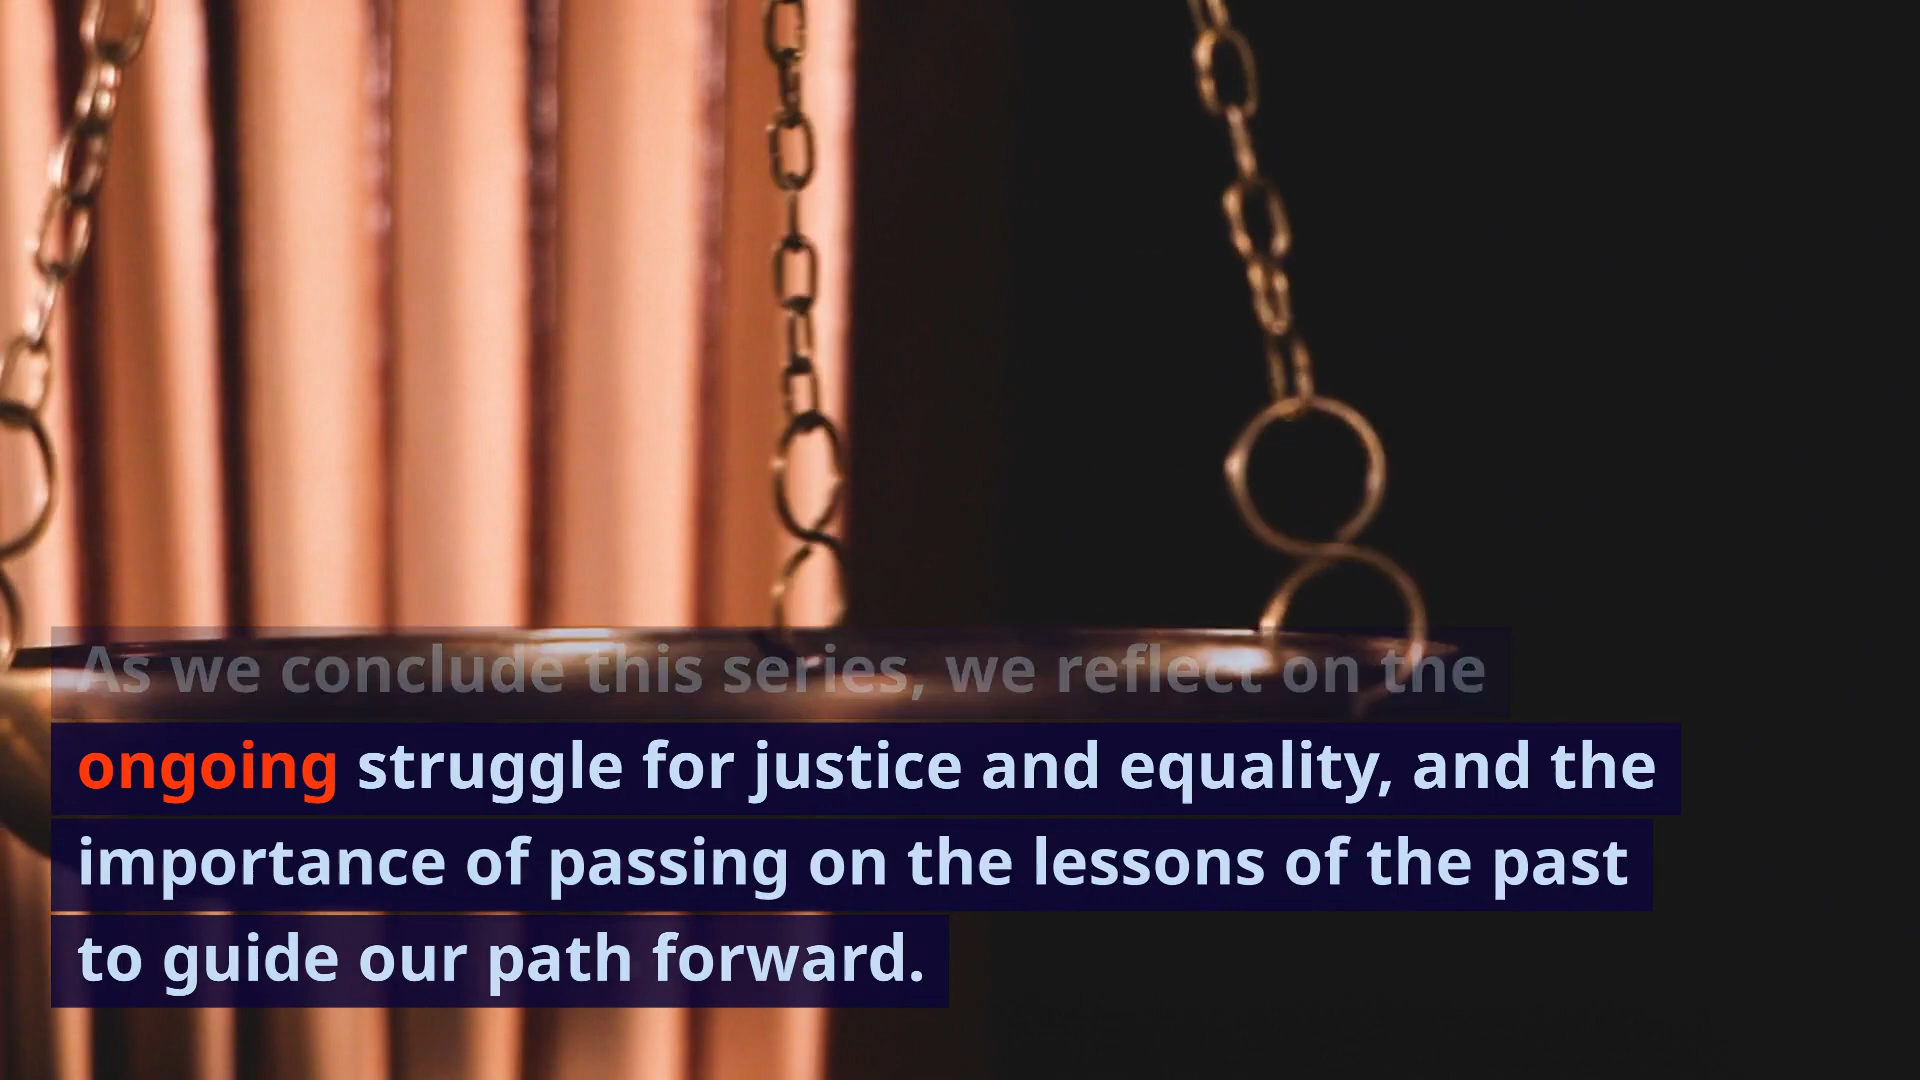 As we conclude this series, we reflect on the
ongoing struggle for justice and equality, and the
importance of passing on the lessons of the past
to guide our path forward.